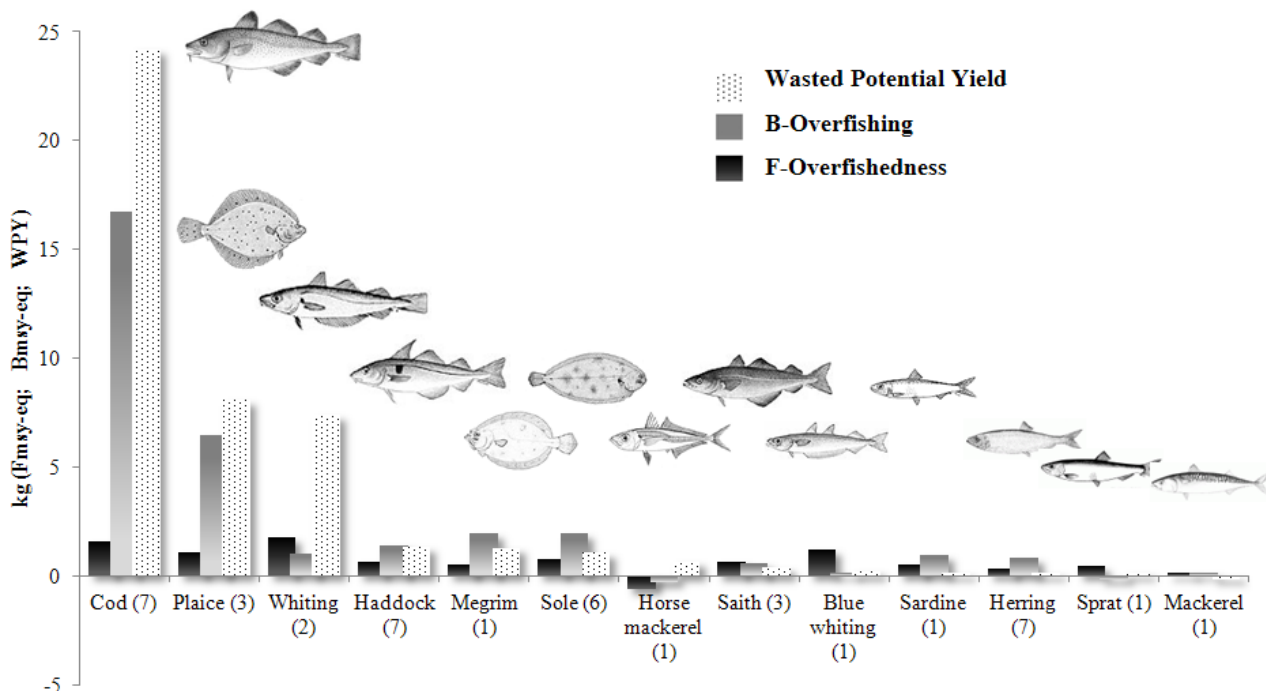 kg (Fmsy-eq; Bmsy-eq; WPY)
25
20
15
10
5
0
-5
Wasted Potential Yield
B-Overfishing
F-Overfishedness
Cod (7)
Plaice (3)
Whiting
(2)
Haddock
(7)
Megrim
(1)
Sole (6)
Horse
mackerel
(1)
Saith (3)
Blue
whiting
(1)
Sardine
(1)
Herring
(7)
Sprat (1)
Mackerel
(1)